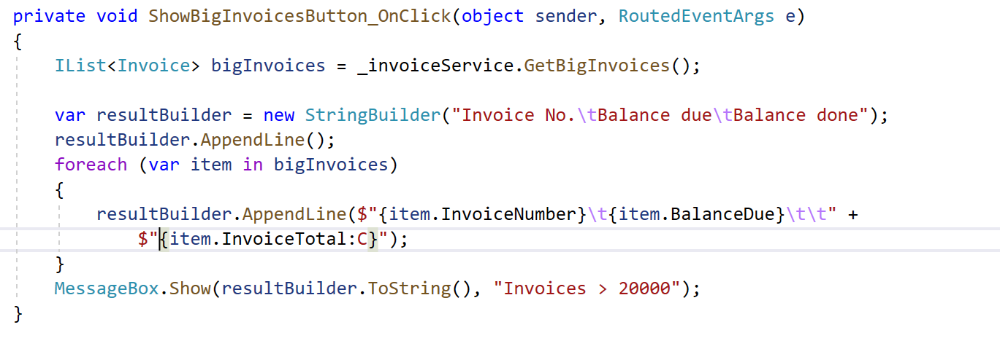 private void ShowBigInvoicesButton_OnClick(object sender, RoutedEventArgs e)
{
    IList<Invoice> bigInvoices = _invoiceService.GetBigInvoices();

    var resultBuilder = new StringBuilder("Invoice No.\tBalance due\tBalance done");
    resultBuilder.AppendLine();
    foreach (var item in bigInvoices)
    {
        resultBuilder.AppendLine($"{item.InvoiceNumber}\t{item.BalanceDue}\t\t" +
            $"{item.InvoiceTotal:C}");
    }
    MessageBox.Show(resultBuilder.ToString(), "Invoices > 20000");
}